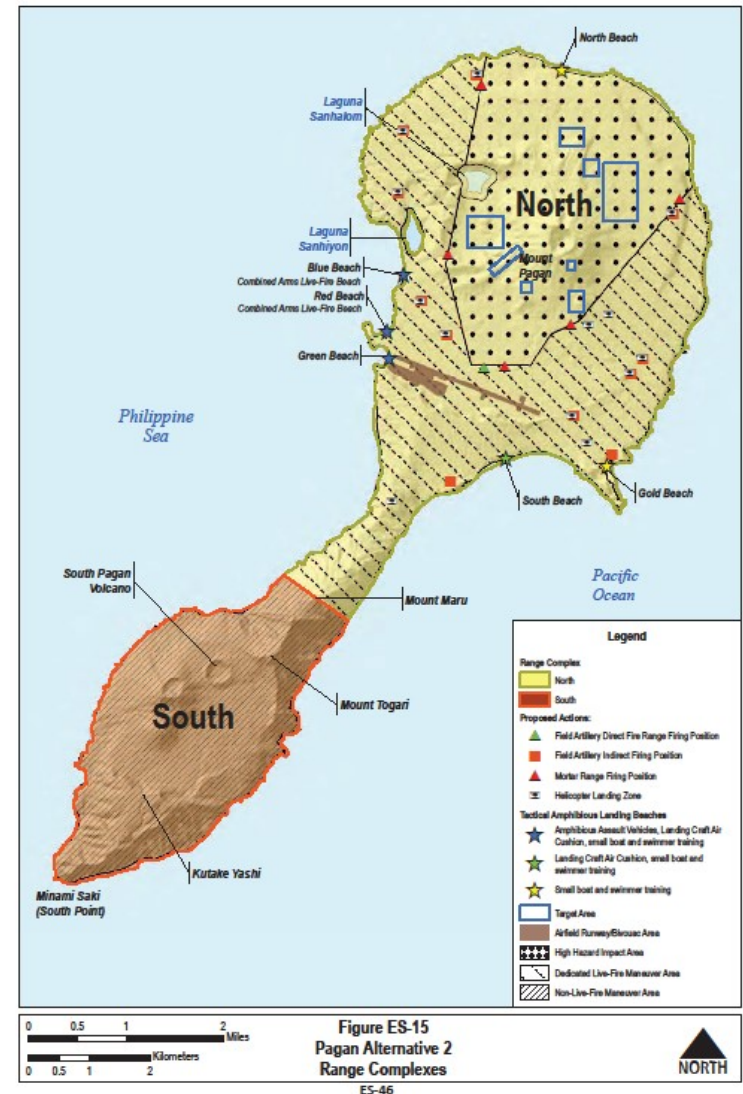 North Beach
Laguna
Sanhalom
North
Laguna
Sanhiyon
Mount
Pagan
Blue Beach
Combined Arms Live-Fire Beach
Red Beach
Combined Arms Live-Fire Beach
Green Beach
Philippine
Sea
South Beach
Gold Beach
South Pagan
Volcano
Mount Maru
Pacific
Ocean
Mount Togari
South
Kutake Yashi
Minami Saki
(South Point)
Legend
Range Complex
North
South
Proposed Actions:
Field Artillery Direct Fire Range Firing Position
Field Artillery Indirect Firing Position
Mortar Range Firing Position
Helicopter Landing Zone
Tactical Amphibious Landing Beaches
Amphibious Assault Vehicles, Landing Craft Air
Cushion, small boat and swimmer training
Landing Craft Air Cushion, small boat and
swimmer training
Small boat and swimmer training
Target Area
Airfield Runway/Bivouac Area
High Hazard Impact Area
Dedicated Live-Fire Maneuver Area
Non-Live-Fire Maneuver Area
0 0.5 1 2
Miles
Kilometers
0 0.5 1 2
Figure ES-15
Pagan Alternative 2
Range Complexes
NORTH
ES-46